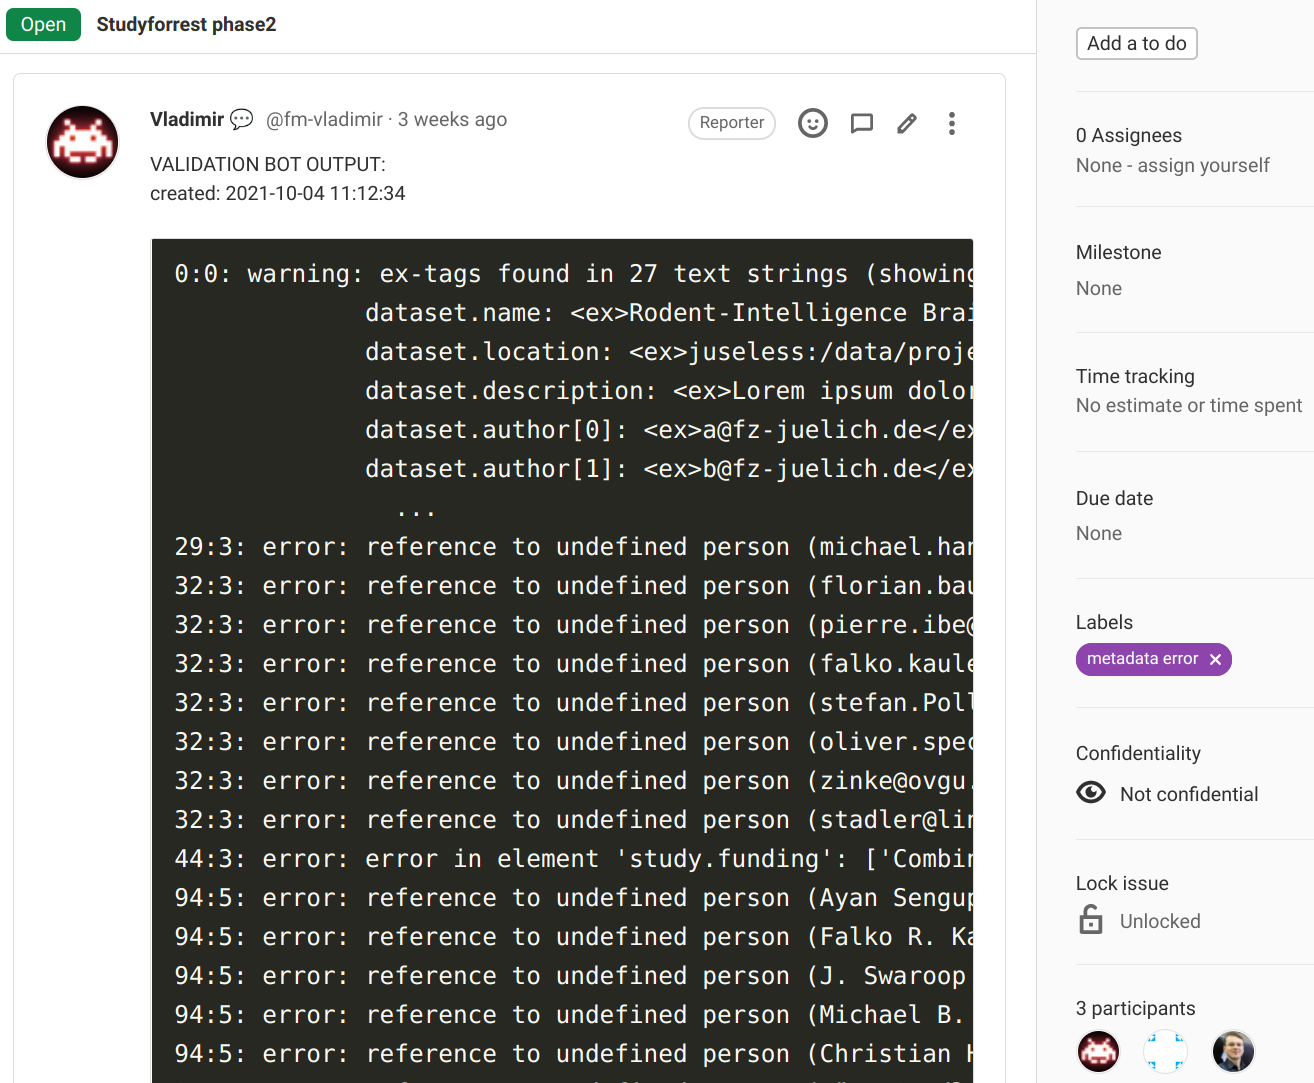 Open Studyforrest phase2
Vladimir @fm-vladimir · 3 weeks ago Reporter
VALIDATION BOT OUTPUT:
created: 2021-10-04 11:12:34
0:0: warning: ex-tags found in 27 text strings (showing
dataset.name: <ex>Rodent-Intelligence Brai
dataset.location: <ex>juseless:/data/proje
dataset.description: <ex>Lorem ipsum dolor
dataset.author[0]: <ex>a@fz-juelich.de</ex
dataset.author[1]: <ex>b@fz-juelich.de</ex
...
29:3: error: reference to undefined person (michael.han
32:3: error: reference to undefined person (florian.bau
32:3: error: reference to undefined person (pierre.ibe@
32:3: error: reference to undefined person (falko.kaule
32:3: error: reference to undefined person (stefan.Poll
32:3: error: reference to undefined person (oliver.spec
32:3: error: reference to undefined person (zinke@ovgu.
32:3: error: reference to undefined person (stadler@lin
44:3: error: error in element 'study.funding': ['Combin
94:5: error: reference to undefined person (Ayan Sengup
94:5: error: reference to undefined person (Falko R. Ka
94:5: error: reference to undefined person (J. Swaroop
94:5: error: reference to undefined person (Michael B.
94:5: error: reference to undefined person (Christian H
Add a to do
0 Assignees
None - assign yourself
Milestone
None
Time tracking
No estimate or time spent
Due date
None
Labels
metadata error
Confidentiality
Not confidential
Lock issue
Unlocked
3 participants